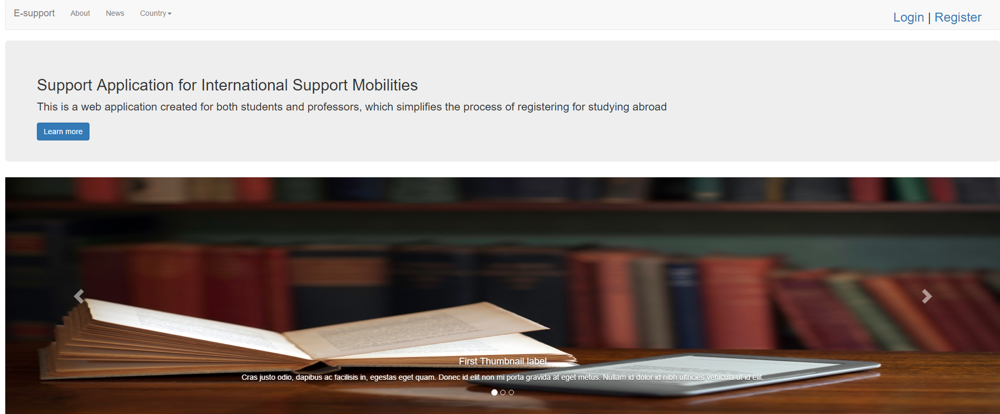 E-support About News Country Login | Register
Support Application for International Support Mobilities
This is a web application created for both students and professors, which simplifies the process of registering for studying abroad
Learn more
First Thumbnail label
Cras justo odio, dapibus ac facilisis in, egestas eget quam. Donec id elit non mi porta gravida at eget metus. Nullam id dolor id nibh ultricies vehicula ut id elit.